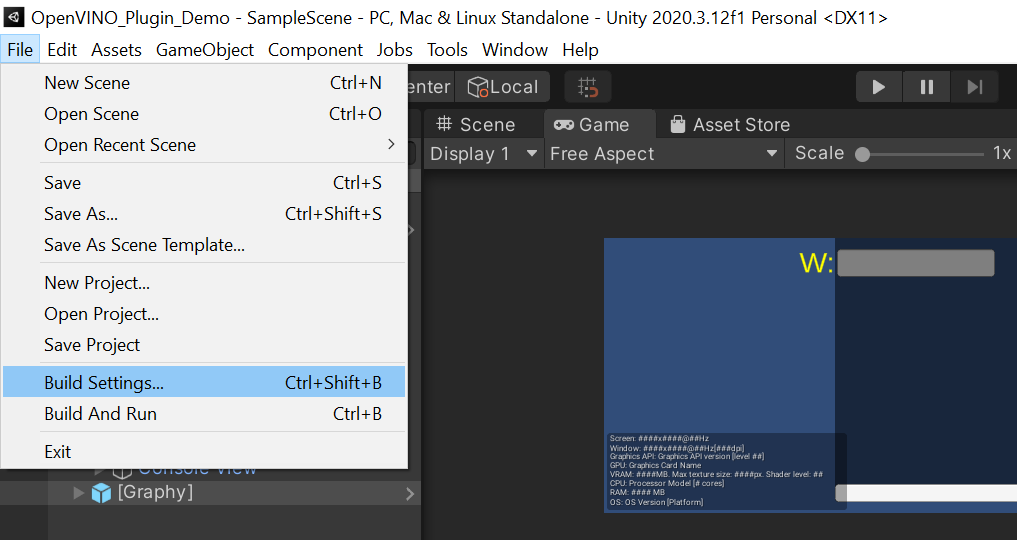 OpenVINO_Plugin_Demo - SampleScene - PC, Mac & Linux Standalone - Unity 2020.3.12f1 Personal <DX11>
File Edit Assets GameObject Component Jobs Tools Window Help
New Scene Ctrl+N
Open Scene Ctrl+O
Open Recent Scene
Save Ctrl+S
Save As... Ctrl+Shift+S
Save As Scene Template...
New Project...
Open Project...
Save Project
Build Settings... Ctrl+Shift+B
Build And Run Ctrl+B
Exit
Console View
[Graphy]
enter Local
Scene Game Asset Store
Display 1 Free Aspect Scale 1x
W:
Screen: ####x####@##Hz
Window: ####x####@##Hz[###dpi]
Graphics API: Graphics API version [level ##]
GPU: Graphics Card Name
VRAM: ####MB. Max texture size: ####px. Shader level: ##
CPU: Processor Model [# cores]
RAM: #### MB
OS: OS Version [Platform]